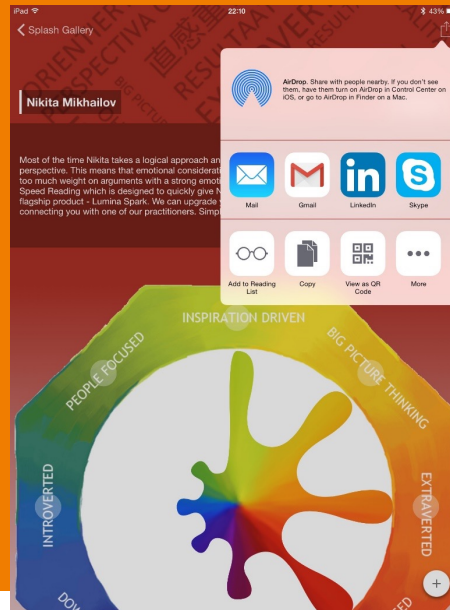 iPad
22:10
43%
Splash Gallery
Nikita Mikhailov
Most of the time Nikita takes a logical approach an
perspective. This means that emotional considerati
too much weight on arguments with a strong emoti
Speed Reading which is designed to quickly give N
flagship product - Lumina Spark. We can upgrade
connecting you with one of our practitioners. Simpl
AirDrop. Share with people nearby. If you don't see
them, have them turn on AirDrop in Control Center on
iOS, or go to AirDrop in Finder on a Mac.
Mail
Gmail
LinkedIn
Skype
Add to Reading
List
Copy
View as QR
Code
More
INSPIRATION DRIVEN
PEOPLE FOCUSED
BIG PICTURE THINKING
INTROVERTED
EXTRAVERTED
BIG PICTURE